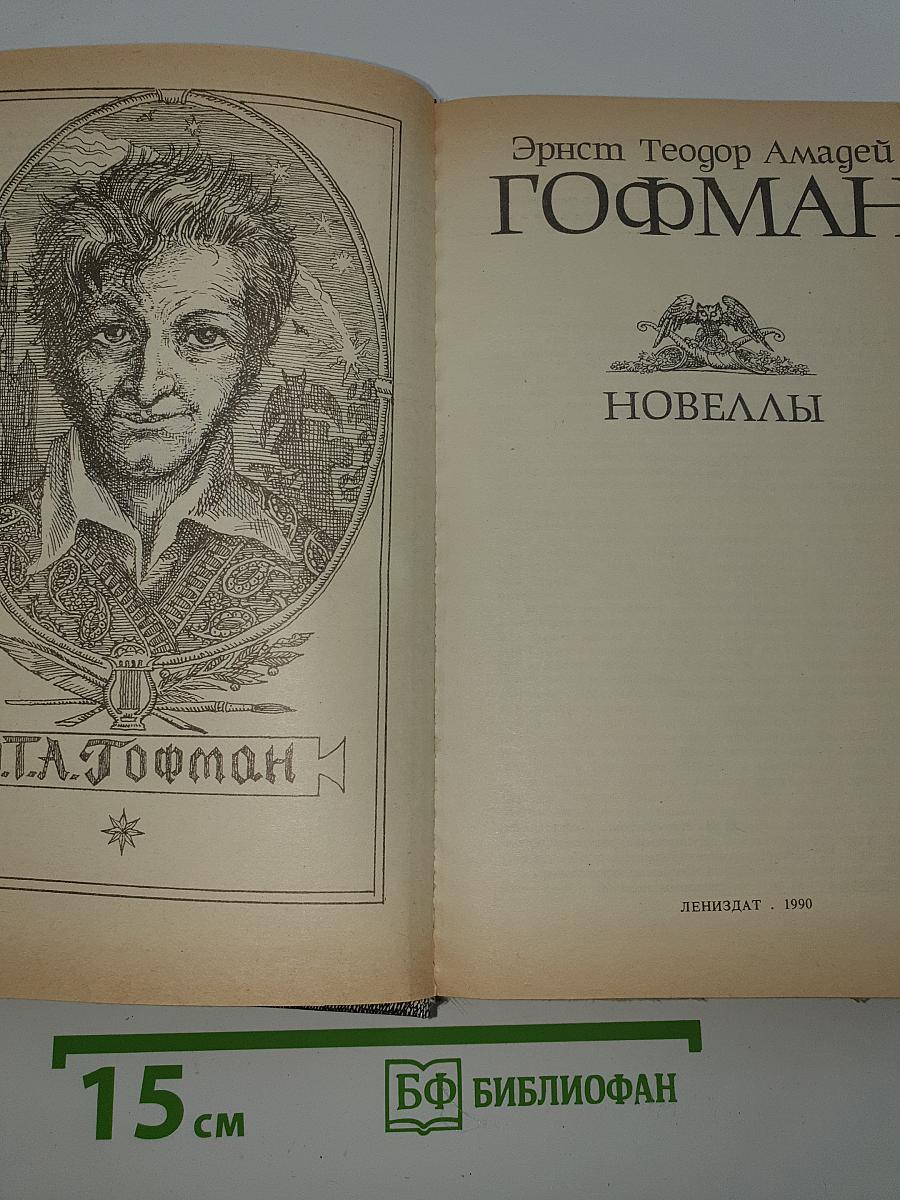 .Т.А. Гофман
Эрнст Теодор Амадей
ГОФМАН
НОВЕЛЛЫ
ЛЕНИЗДАТ . 1990
15 см
БФ БИБЛИОФАН